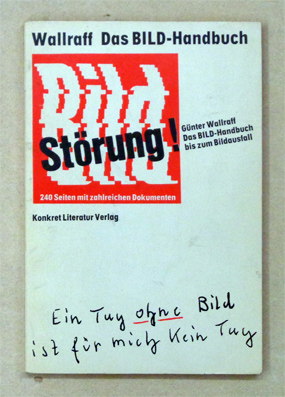 Wallraff Das BILD-Handbuch
Bild
Störung!
Günter Wallraff
Das BILD-Handbuch
bis zum Bildausfall
240 Seiten mit zahlreichen Dokumenten
Konkret Literatur Verlag
Ein Tag ohne Bild
ist für mich kein Tag